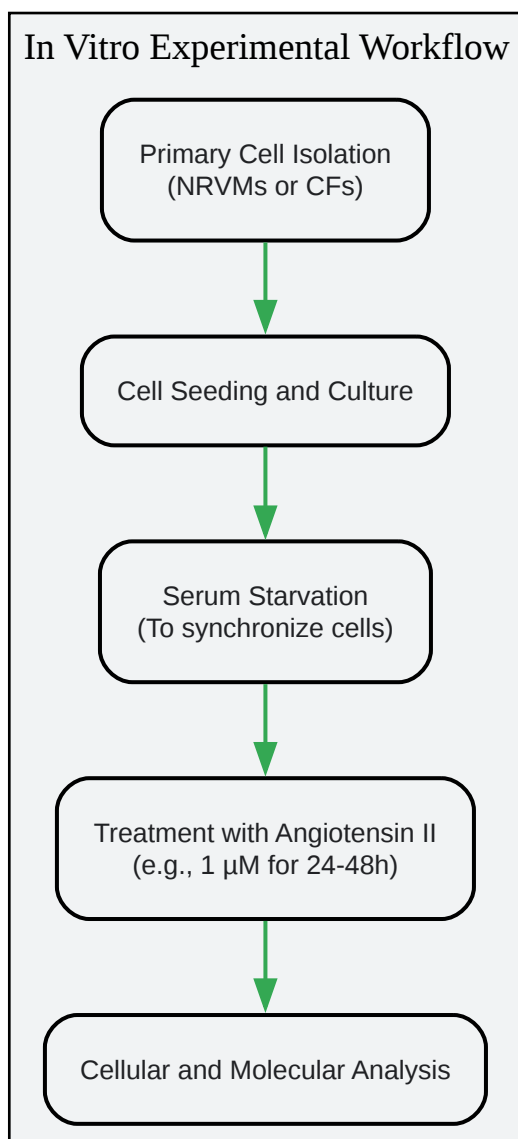 In Vitro Experimental Workflow
Primary Cell Isolation
(NRVMs or CFs)
Cell Seeding and Culture
Serum Starvation
(To synchronize cells)
Treatment with Angiotensin II
(e.g., 1 µM for 24-48h)
Cellular and Molecular Analysis